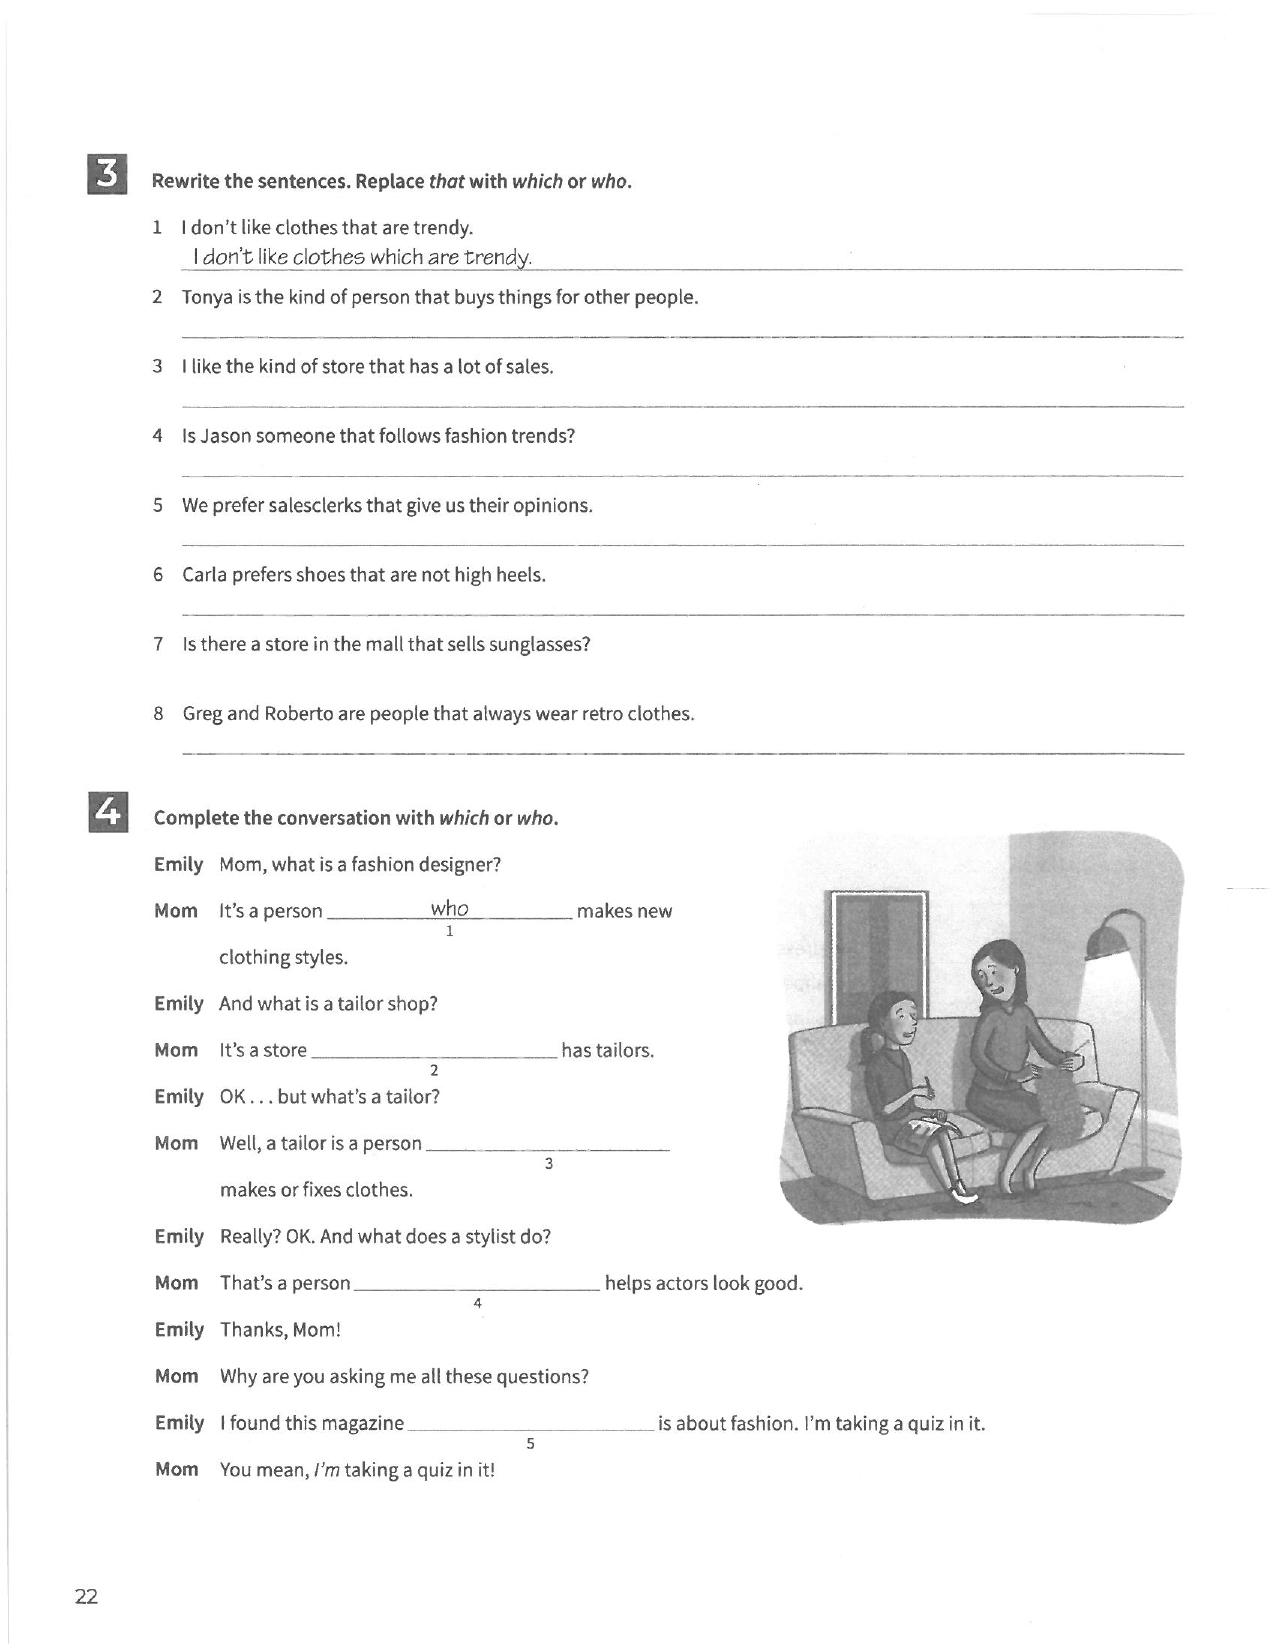 3 Rewrite the sentences. Replace that with which or who.
1 I don't like clothes that are trendy.
I don't like clothes which are trendy.
2 Tonya is the kind of person that buys things for other people.
3 I like the kind of store that has a lot of sales.
4 Is Jason someone that follows fashion trends?
5 We prefer salesclerks that give us their opinions.
6 Carla prefers shoes that are not high heels.
7 Is there a store in the mall that sells sunglasses?
8 Greg and Roberto are people that always wear retro clothes.
4 Complete the conversation with which or who.
Emily Mom, what is a fashion designer?
Mom It's a person who makes new
1
clothing styles.
Emily And what is a tailor shop?
Mom It's a store ____ has tailors.
2
Emily OK . . . but what's a tailor?
Mom Well, a tailor is a person ____
3
makes or fixes clothes.
Emily Really? OK. And what does a stylist do?
Mom That's a person ____ helps actors look good.
4
Emily Thanks, Mom!
Mom Why are you asking me all these questions?
Emily I found this magazine ____ is about fashion. I'm taking a quiz in it.
5
Mom You mean, I'm taking a quiz in it!
22